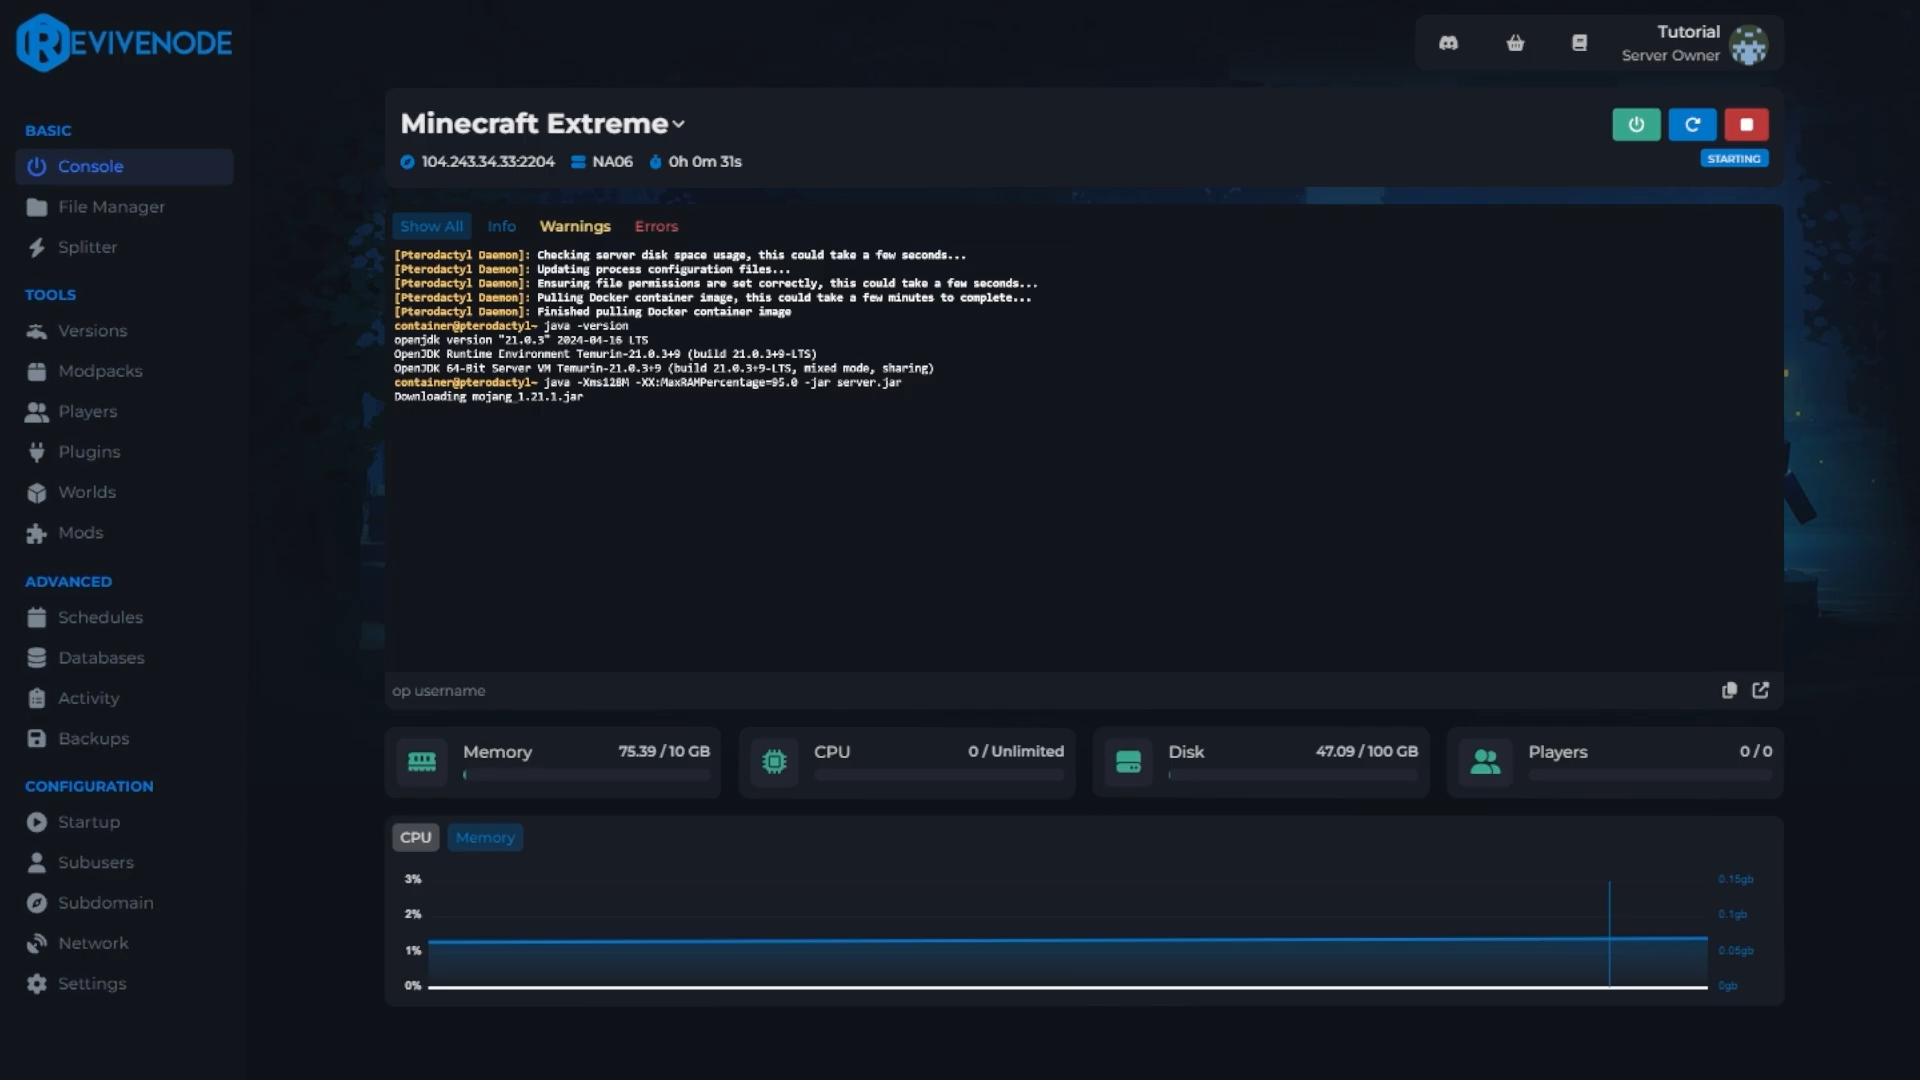 REVIVENODE
Tutorial
Server Owner
BASIC
Console
File Manager
Splitter
TOOLS
Versions
Modpacks
Players
Plugins
Worlds
Mods
ADVANCED
Schedules
Databases
Activity
Backups
CONFIGURATION
Startup
Subusers
Subdomain
Network
Settings
Minecraft Extreme
104.243.34.33:2204 NA06 0h 0m 31s
STARTING
Show All Info Warnings Errors
[Pterodactyl Daemon]: Checking server disk space usage, this could take a few seconds...
[Pterodactyl Daemon]: Updating process configuration files...
[Pterodactyl Daemon]: Ensuring file permissions are set correctly, this could take a few seconds...
[Pterodactyl Daemon]: Pulling Docker container image, this could take a few minutes to complete...
[Pterodactyl Daemon]: Finished pulling Docker container image
container@pterodactyl~ java -version
openjdk version "21.0.3" 2024-04-16 LTS
OpenJDK Runtime Environment Temurin-21.0.3+9 (build 21.0.3+9-LTS)
OpenJDK 64-Bit Server VM Temurin-21.0.3+9 (build 21.0.3+9-LTS, mixed mode, sharing)
container@pterodactyl~ java -Xms128M -XX:MaxRAMPercentage=95.0 -jar server.jar
Downloading mojang_1.21.1.jar
op username
Memory 75.39 / 10 GB
CPU 0 / Unlimited
Disk 47.09 / 100 GB
Players 0 / 0
CPU Memory
3% 0.15gb
2% 0.1gb
1% 0.05gb
0% 0gb